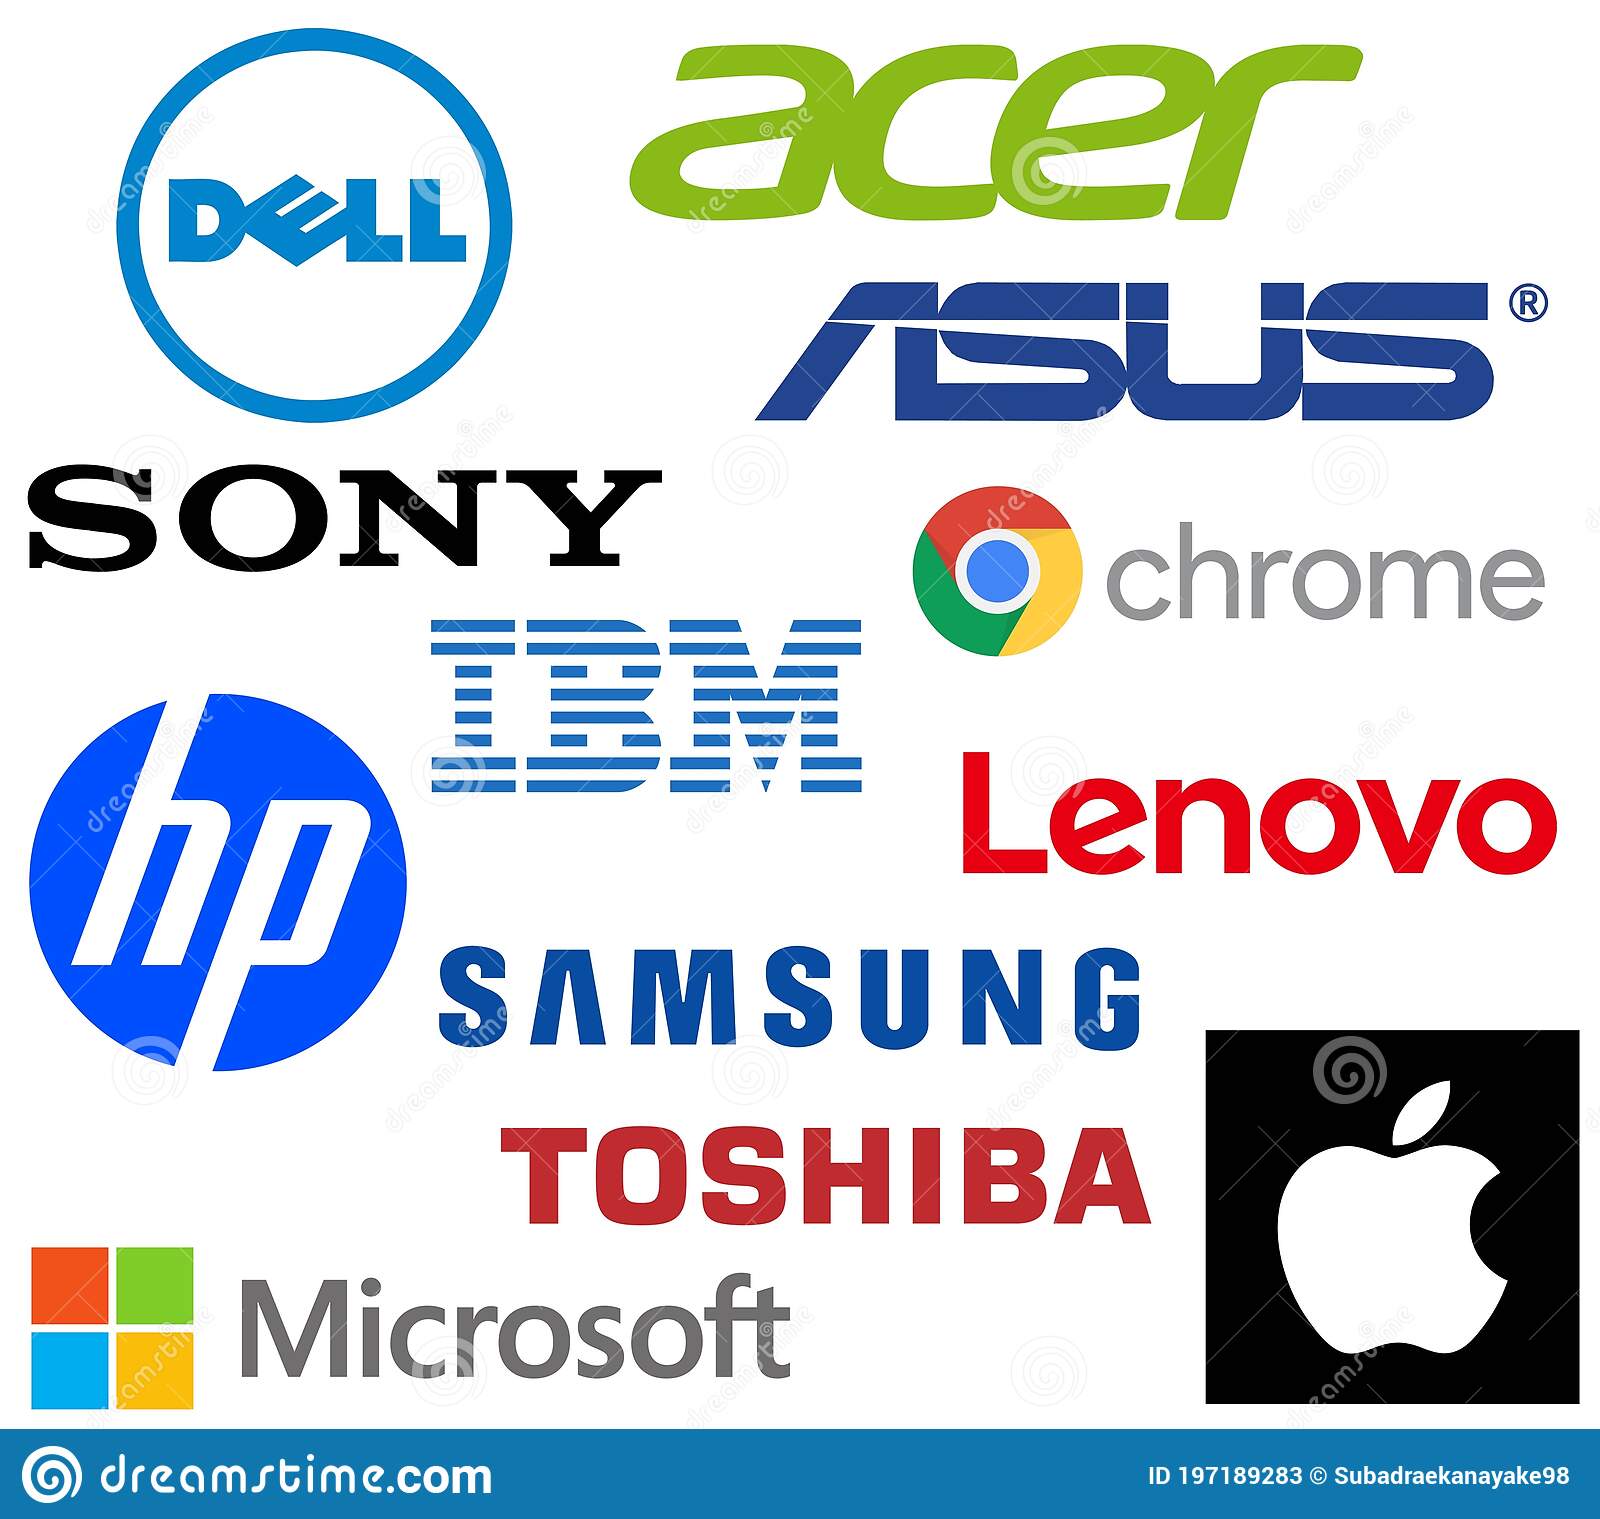 DELL
acer
ASUS®
SONY
chrome
IBM
hp
Lenovo
SAMSUNG
TOSHIBA
Microsoft
dreamstime.com
ID 197189283 © Subadraekanayake98